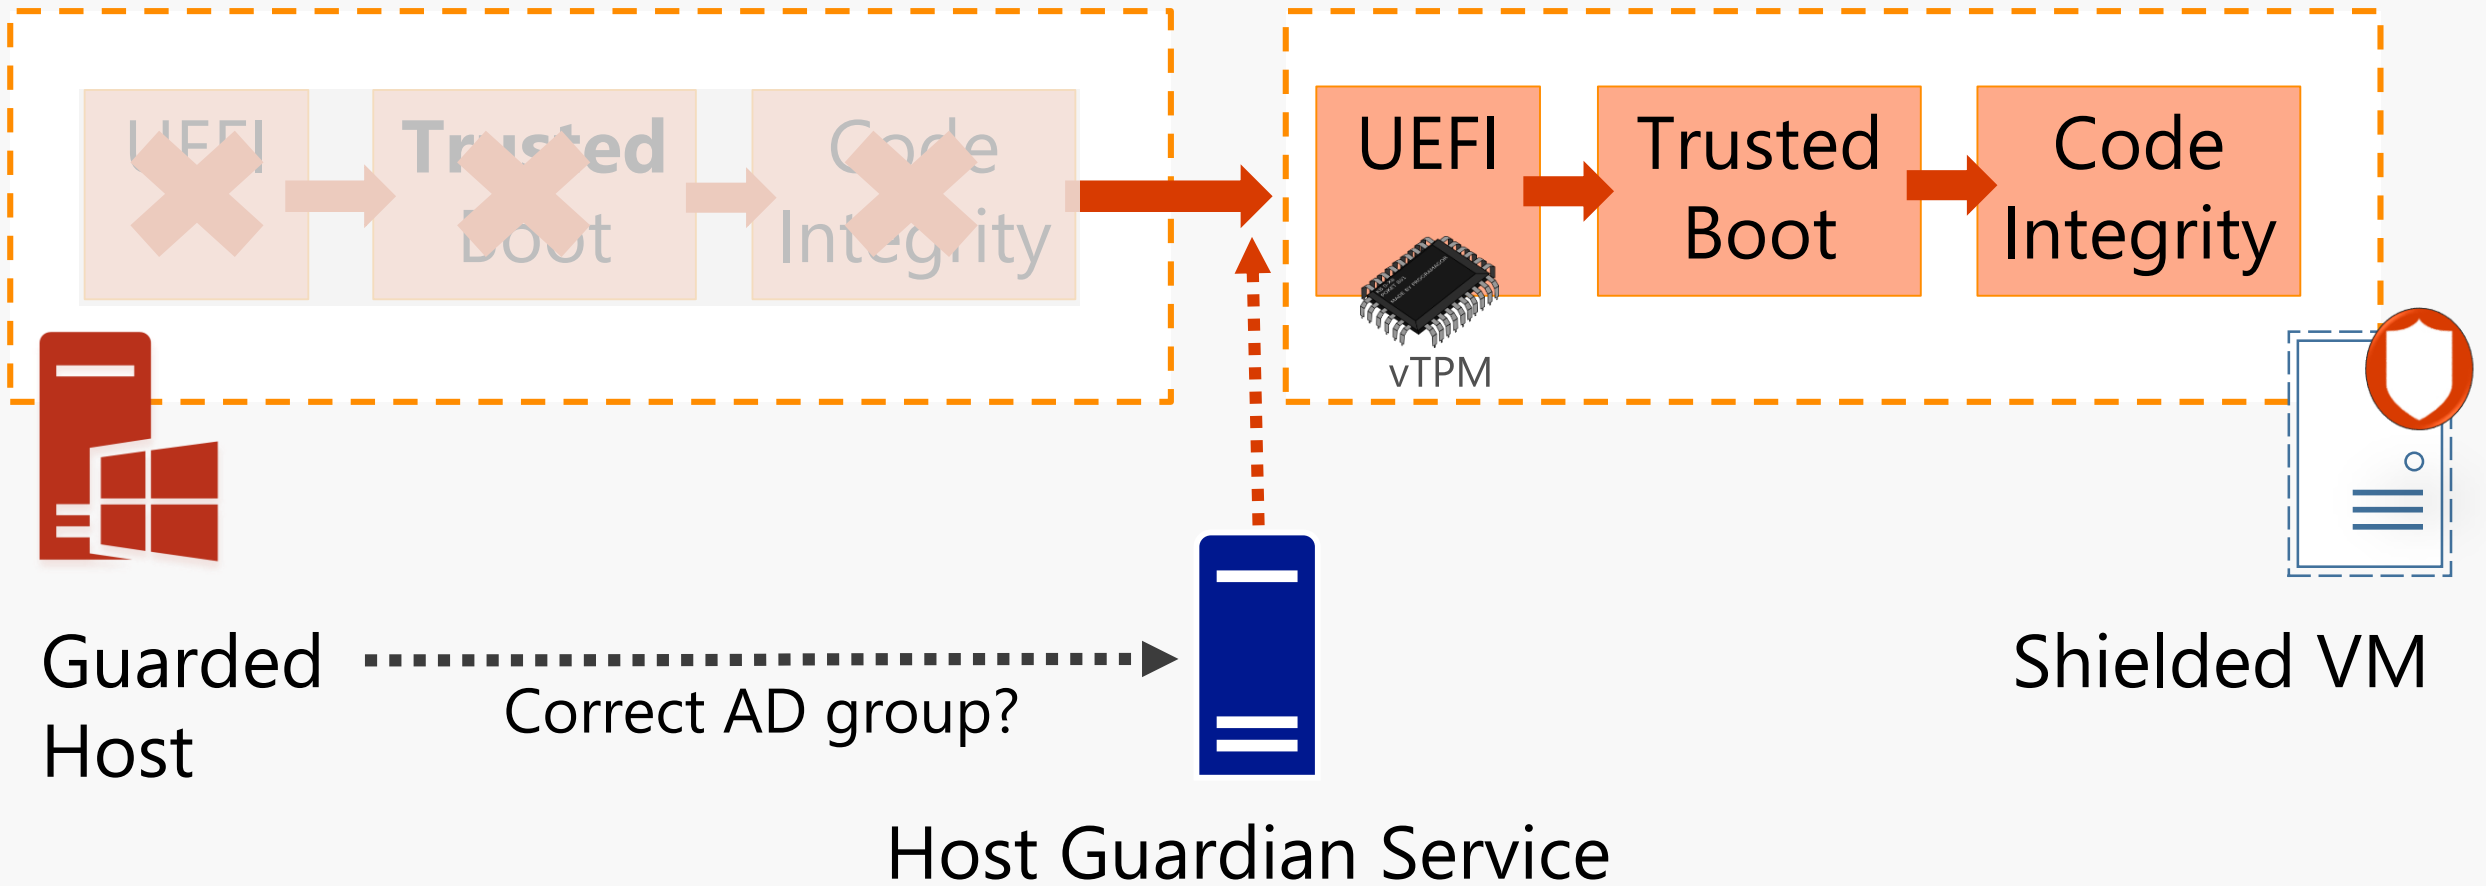 UEFI
Trusted
Boot
Code
Integrity
UEFI
Trusted
Boot
Code
Integrity
vTPM
Guarded
Host
Correct AD group?
Shielded VM
Host Guardian Service